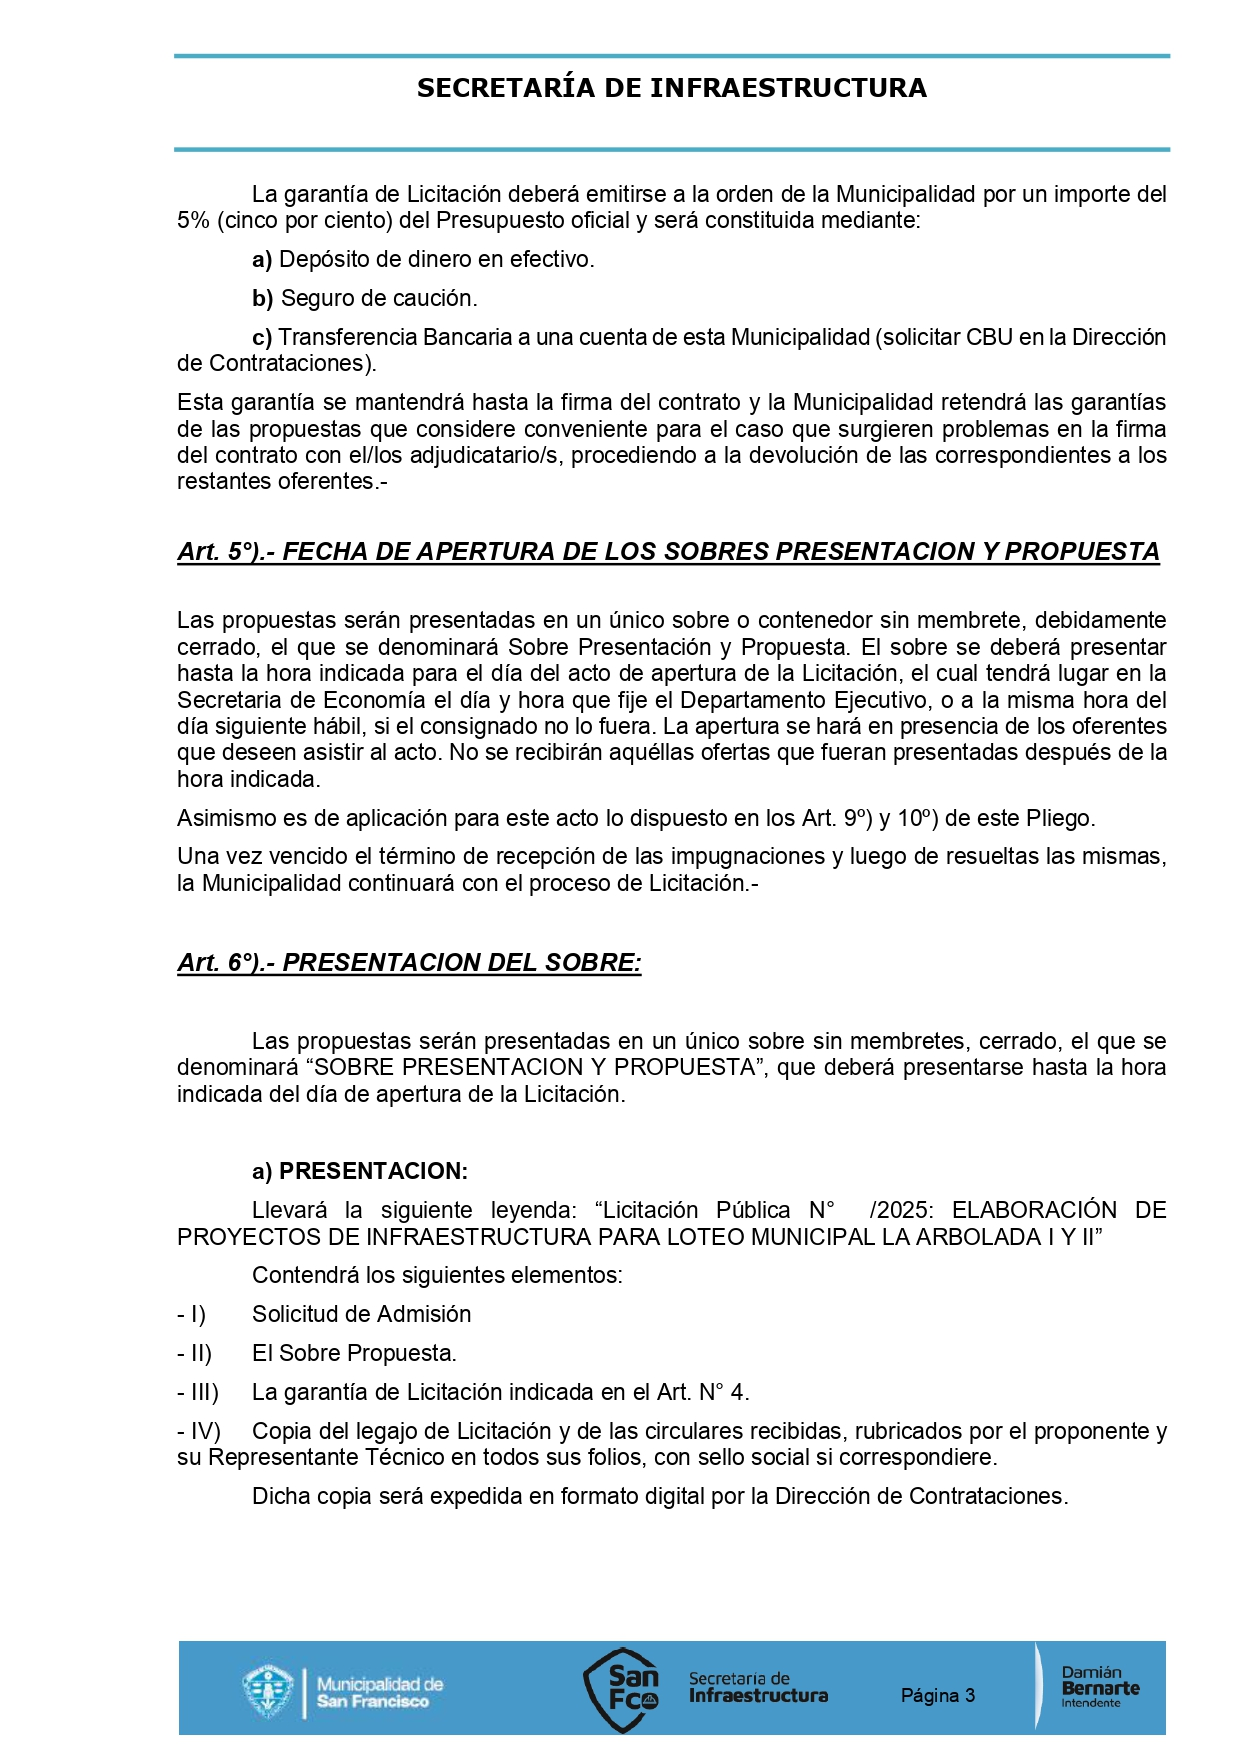 SECRETARÍA DE INFRAESTRUCTURA
La garantía de Licitación deberá emitirse a la orden de la Municipalidad por un importe del
5% (cinco por ciento) del Presupuesto oficial y será constituida mediante:
a) Depósito de dinero en efectivo.
b) Seguro de caución.
c) Transferencia Bancaria a una cuenta de esta Municipalidad (solicitar CBU en la Dirección
de Contrataciones).
Esta garantía se mantendrá hasta la firma del contrato y la Municipalidad retendrá las garantías
de las propuestas que considere conveniente para el caso que surgieren problemas en la firma
del contrato con el/los adjudicatario/s, procediendo a la devolución de las correspondientes a los
restantes oferentes.-
Art. 5°).- FECHA DE APERTURA DE LOS SOBRES PRESENTACION Y PROPUESTA
Las propuestas serán presentadas en un único sobre o contenedor sin membrete, debidamente
cerrado, el que se denominará Sobre Presentación y Propuesta. El sobre se deberá presentar
hasta la hora indicada para el día del acto de apertura de la Licitación, el cual tendrá lugar en la
Secretaria de Economía el día y hora que fije el Departamento Ejecutivo, o a la misma hora del
día siguiente hábil, si el consignado no lo fuera. La apertura se hará en presencia de los oferentes
que deseen asistir al acto. No se recibirán aquéllas ofertas que fueran presentadas después de la
hora indicada.
Asimismo es de aplicación para este acto lo dispuesto en los Art. 9º) y 10º) de este Pliego.
Una vez vencido el término de recepción de las impugnaciones y luego de resueltas las mismas,
la Municipalidad continuará con el proceso de Licitación.-
Art. 6°).- PRESENTACION DEL SOBRE:
Las propuestas serán presentadas en un único sobre sin membretes, cerrado, el que se
denominará “SOBRE PRESENTACION Y PROPUESTA”, que deberá presentarse hasta la hora
indicada del día de apertura de la Licitación.
a) PRESENTACION:
Llevará la siguiente leyenda: “Licitación Pública N° /2025: ELABORACIÓN DE
PROYECTOS DE INFRAESTRUCTURA PARA LOTEO MUNICIPAL LA ARBOLADA I Y II”
Contendrá los siguientes elementos:
- I) Solicitud de Admisión
- II) El Sobre Propuesta.
- III) La garantía de Licitación indicada en el Art. N° 4.
- IV) Copia del legajo de Licitación y de las circulares recibidas, rubricados por el proponente y
su Representante Técnico en todos sus folios, con sello social si correspondiere.
Dicha copia será expedida en formato digital por la Dirección de Contrataciones.
Municipalidad de
San Francisco
San
Fco
Secretaría de
Infraestructura
Página 3
Damián
Bernarte
Intendente